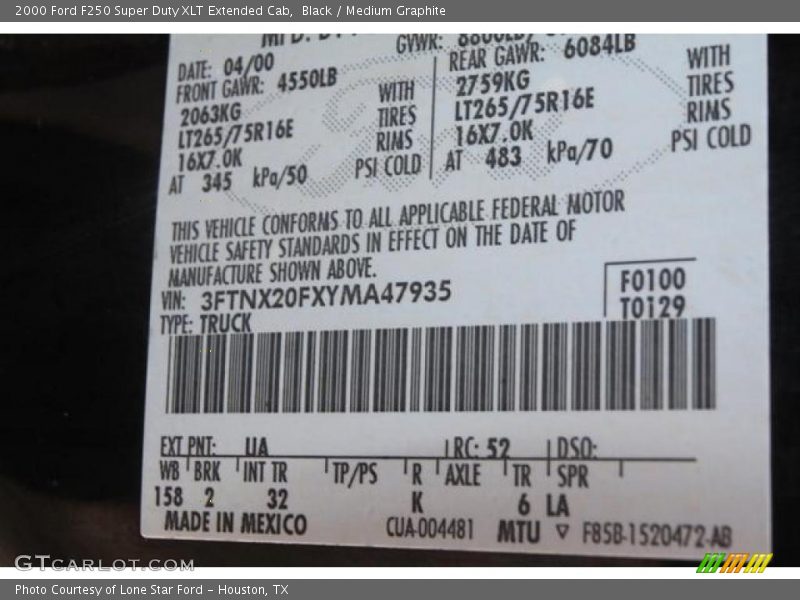 2000 Ford F250 Super Duty XLT Extended Cab, Black / Medium Graphite
DATE: 04/00
FRONT GAWR: 4550LB
2063KG
WITH
LT265/75R16E
TIRES
16X7.0K
RIMS
AT 345 kPa/50 PSI COLD
GVWR:
REAR GAWR: 6084LB
2759KG
WITH
LT265/75R16E
TIRES
16X7.0K
RIMS
AT 483 kPa/70 PSI COLD
THIS VEHICLE CONFORMS TO ALL APPLICABLE FEDERAL MOTOR
VEHICLE SAFETY STANDARDS IN EFFECT ON THE DATE OF
MANUFACTURE SHOWN ABOVE.
VIN: 3FTNX20FXYMA47935
TYPE: TRUCK
F0100
T0129
EXT PNT: UA RC: 52 DSO:
WB BRK INT TR TP/PS R AXLE TR SPR
158 2 32 K 6 LA
MADE IN MEXICO CUA-004481 MTU ▽ F85B-1520472-AB
GTCARLOT.COM
Photo Courtesy of Lone Star Ford - Houston, TX